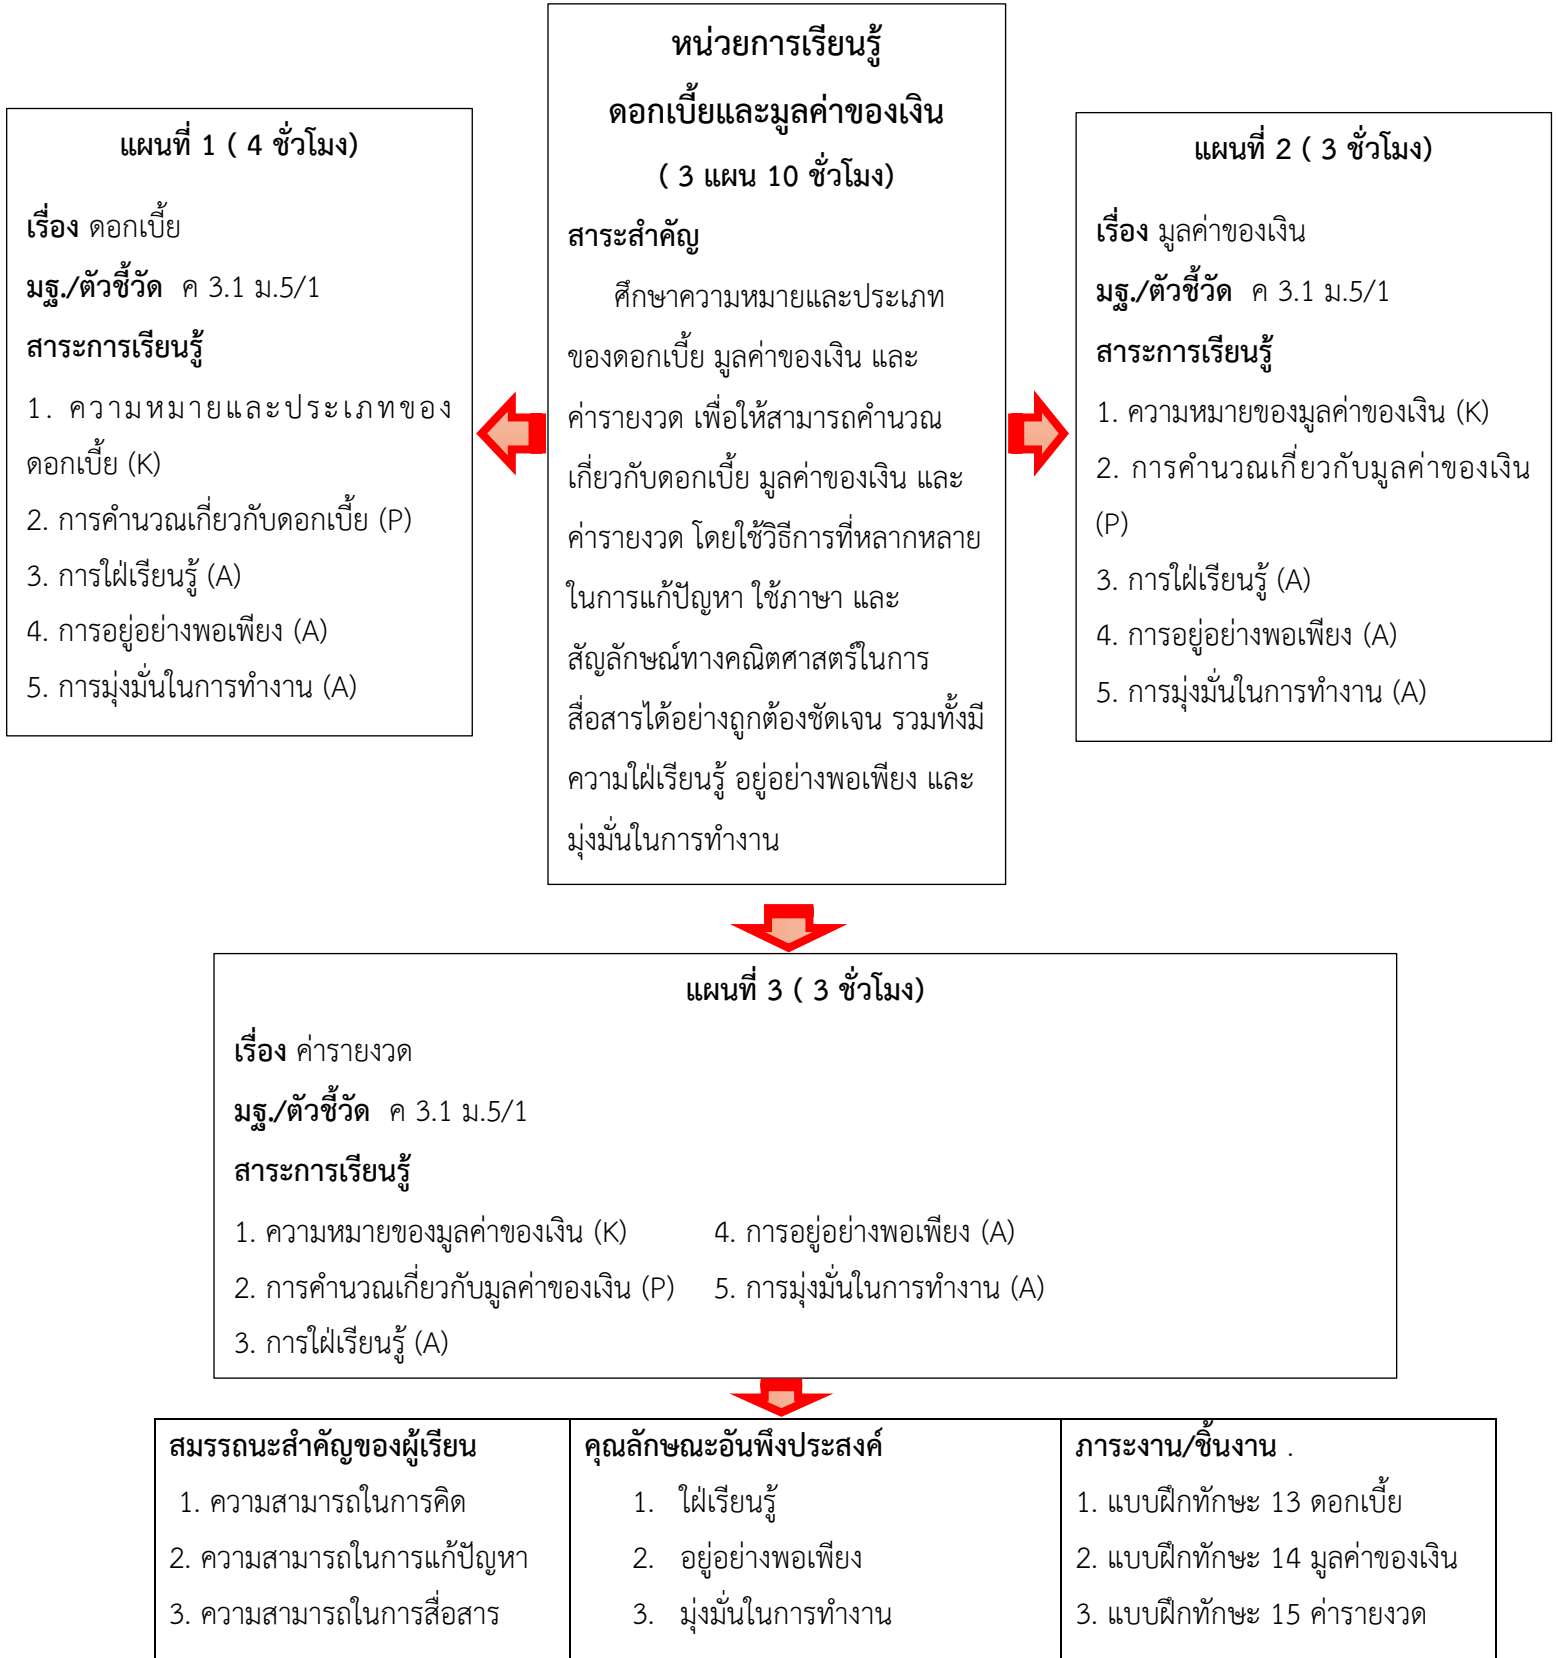 หน่วยการเรียนรู้
ดอกเบี้ยและมูลค่าของเงิน
( 3 แผน 10 ชั่วโมง)
สาระสำคัญ
ศึกษาความหมายและประเภท
ของดอกเบี้ย มูลค่าของเงิน และ
ค่ารายงวด เพื่อให้สามารถคำนวณ
เกี่ยวกับดอกเบี้ย มูลค่าของเงิน และ
ค่ารายงวด โดยใช้วิธีการที่หลากหลาย
ในการแก้ปัญหา ใช้ภาษา และ
สัญลักษณ์ทางคณิตศาสตร์ในการ
สื่อสารได้อย่างถูกต้องชัดเจน รวมทั้งมี
ความใฝ่เรียนรู้ อยู่อย่างพอเพียง และ
มุ่งมั่นในการทำงาน
แผนที่ 1 ( 4 ชั่วโมง)
เรื่อง ดอกเบี้ย
มฐ./ตัวชี้วัด ค 3.1 ม.5/1
สาระการเรียนรู้
1. ความหมายและประเภทของ
ดอกเบี้ย (K)
2. การคำนวณเกี่ยวกับดอกเบี้ย (P)
3. การใฝ่เรียนรู้ (A)
4. การอยู่อย่างพอเพียง (A)
5. การมุ่งมั่นในการทำงาน (A)
แผนที่ 2 ( 3 ชั่วโมง)
เรื่อง มูลค่าของเงิน
มฐ./ตัวชี้วัด ค 3.1 ม.5/1
สาระการเรียนรู้
1. ความหมายของมูลค่าของเงิน (K)
2. การคำนวณเกี่ยวกับมูลค่าของเงิน
(P)
3. การใฝ่เรียนรู้ (A)
4. การอยู่อย่างพอเพียง (A)
5. การมุ่งมั่นในการทำงาน (A)
แผนที่ 3 ( 3 ชั่วโมง)
เรื่อง ค่ารายงวด
มฐ./ตัวชี้วัด ค 3.1 ม.5/1
สาระการเรียนรู้
1. ความหมายของมูลค่าของเงิน (K)
2. การคำนวณเกี่ยวกับมูลค่าของเงิน (P)
3. การใฝ่เรียนรู้ (A)
4. การอยู่อย่างพอเพียง (A)
5. การมุ่งมั่นในการทำงาน (A)
สมรรถนะสำคัญของผู้เรียน
1. ความสามารถในการคิด
2. ความสามารถในการแก้ปัญหา
3. ความสามารถในการสื่อสาร
คุณลักษณะอันพึงประสงค์
1. ใฝ่เรียนรู้
2. อยู่อย่างพอเพียง
3. มุ่งมั่นในการทำงาน
ภาระงาน/ชิ้นงาน .
1. แบบฝึกทักษะ 13 ดอกเบี้ย
2. แบบฝึกทักษะ 14 มูลค่าของเงิน
3. แบบฝึกทักษะ 15 ค่ารายงวด